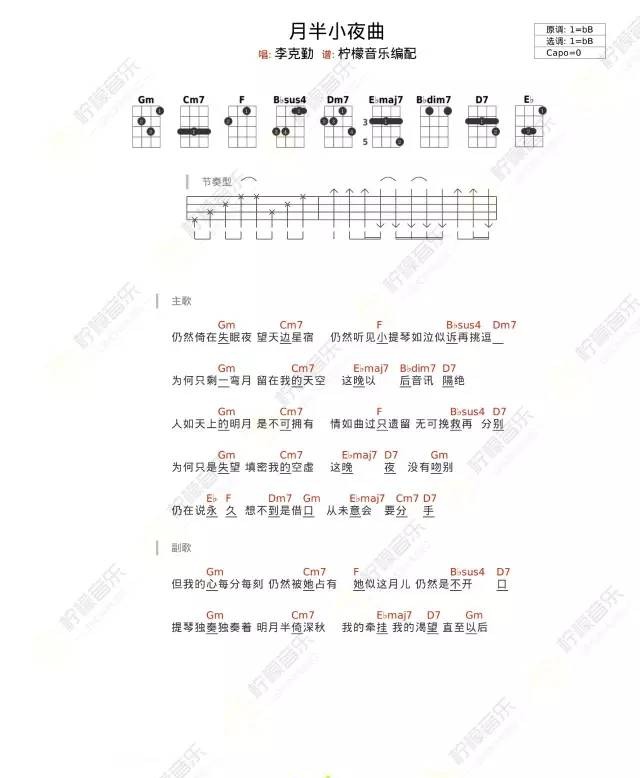 月半小夜曲
唱: 李克勤 谱: 柠檬音乐编配
原调: 1=bB
选调: 1=bB
Capo=0
Gm Cm7 F B♭sus4 Dm7 E♭maj7 B♭dim7 D7 E♭
3
5
节奏型
主歌
Gm Cm7 F B♭sus4 Dm7
仍然倚在失眠夜 望天边星宿 仍然听见小提琴如泣似诉再挑逗
Gm Cm7 E♭maj7 B♭dim7 D7
为何只剩一弯月 留在我的天空 这晚以 后音讯 隔绝
Gm Cm7 F B♭sus4 D7
人如天上的明月 是不可拥有 情如曲过只遗留 无可挽救再 分别
Gm Cm7 E♭maj7 D7 Gm
为何只是失望 填密我的空虚 这晚 夜 没有吻别
E♭ F Dm7 Gm E♭maj7 Cm7 D7
仍在说永 久 想不到是借口 从未意会 要分 手
副歌
Gm Cm7 F B♭sus4 D7
但我的心每分每刻 仍然被她占有 她似这月儿 仍然是不开 口
Gm Cm7 E♭maj7 D7 Gm
提琴独奏独奏着 明月半倚深秋 我的牵挂 我的渴望 直至以后
柠檬音乐